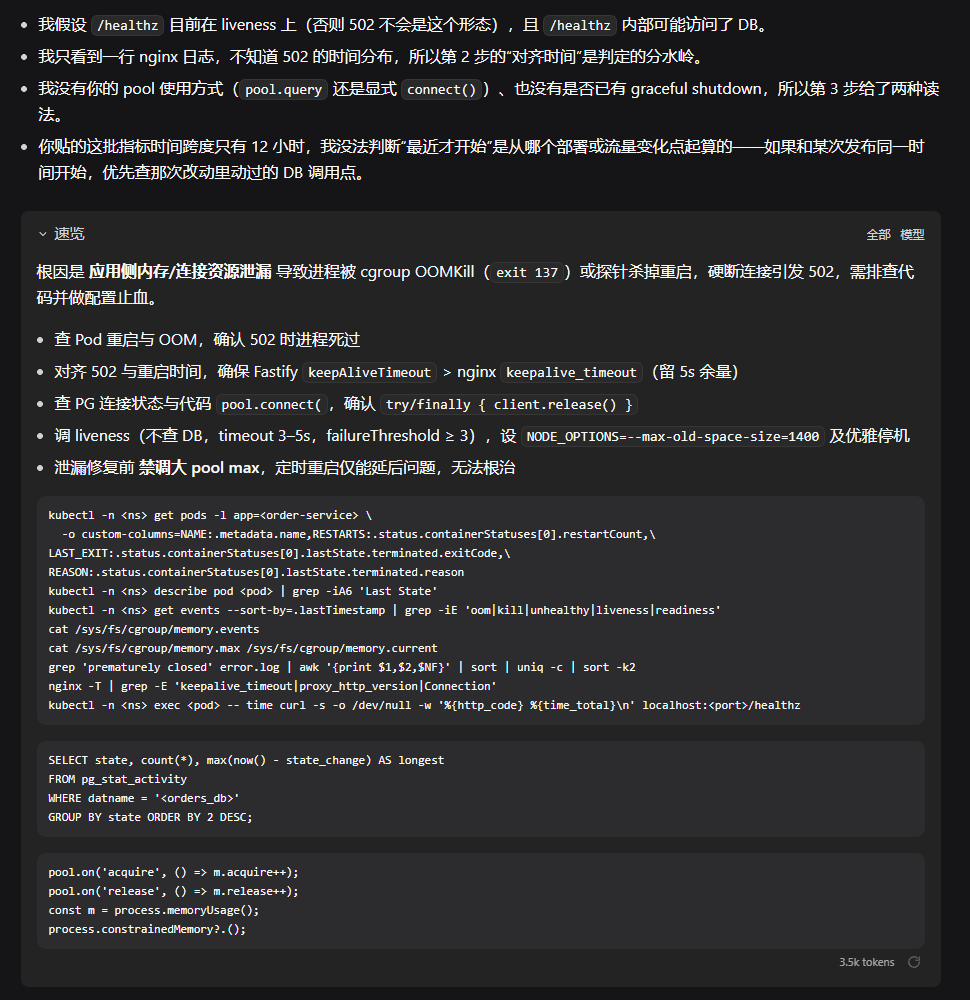 我假设 /healthz 目前在 liveness 上（否则 502 不会是这个形态），且 /healthz 内部可能访问了 DB。
我只看到一行 nginx 日志，不知道 502 的时间分布，所以第 2 步的“对齐时间”是判定的分水岭。
我没有你的 pool 使用方式（pool.query 还是显式 connect()）、也没有是否已有 graceful shutdown，所以第 3 步给了两种读
法。
你贴的这批指标时间跨度只有 12 小时，我没法判断“最近才开始”是从哪个部署或流量变化点起算的——如果和某次发布同一时
间开始，优先查那次改动里动过的 DB 调用点。
速览
全部 模型
根因是 应用侧内存/连接资源泄漏 导致进程被 cgroup OOMKill（exit 137）或探针杀掉重启，硬断连接引发 502，需排查代
码并做配置止血。
查 Pod 重启与 OOM，确认 502 时进程死过
对齐 502 与重启时间，确保 Fastify keepAliveTimeout > nginx keepalive_timeout（留 5s 余量）
查 PG 连接状态与代码 pool.connect(，确认 try/finally { client.release() }
调 liveness（不查 DB，timeout 3–5s，failureThreshold ≥ 3），设 NODE_OPTIONS=--max-old-space-size=1400 及优雅停机
泄漏修复前 禁调大 pool max，定时重启仅能延后问题，无法根治
kubectl -n <ns> get pods -l app=<order-service> \
-o custom-columns=NAME:.metadata.name,RESTARTS:.status.containerStatuses[0].restartCount,\
LAST_EXIT:.status.containerStatuses[0].lastState.terminated.exitCode,\
REASON:.status.containerStatuses[0].lastState.terminated.reason
kubectl -n <ns> describe pod <pod> | grep -iA6 'Last State'
kubectl -n <ns> get events --sort-by=.lastTimestamp | grep -iE 'oom|kill|unhealthy|liveness|readiness'
cat /sys/fs/cgroup/memory.events
cat /sys/fs/cgroup/memory.max /sys/fs/cgroup/memory.current
grep 'prematurely closed' error.log | awk '{print $1,$2,$NF}' | sort | uniq -c | sort -k2
nginx -T | grep -E 'keepalive_timeout|proxy_http_version|Connection'
kubectl -n <ns> exec <pod> -- time curl -s -o /dev/null -w '%{http_code} %{time_total}\n' localhost:<port>/healthz
SELECT state, count(*), max(now() - state_change) AS longest
FROM pg_stat_activity
WHERE datname = '<orders_db>'
GROUP BY state ORDER BY 2 DESC;
pool.on('acquire', () => m.acquire++);
pool.on('release', () => m.release++);
const m = process.memoryUsage();
process.constrainedMemory?.();
3.5k tokens